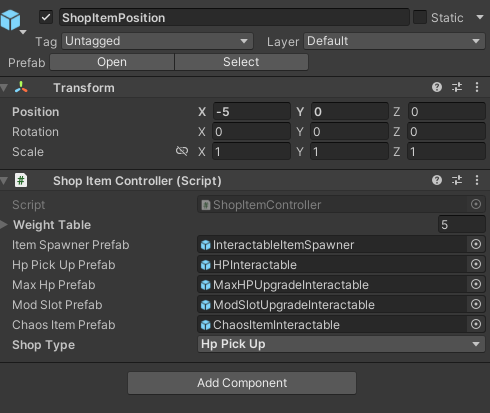 ShopItemPosition Static
Tag Untagged Layer Default
Prefab Open Select
Transform
Position X -5 Y 0 Z 0
Rotation X 0 Y 0 Z 0
Scale X 1 Y 1 Z 1
# Shop Item Controller (Script)
Script # ShopItemController
Weight Table 5
Item Spawner Prefab InteractableItemSpawner
Hp Pick Up Prefab HPInteractable
Max Hp Prefab MaxHPUpgradeInteractable
Mod Slot Prefab ModSlotUpgradeInteractable
Chaos Item Prefab ChaosItemInteractable
Shop Type Hp Pick Up
Add Component